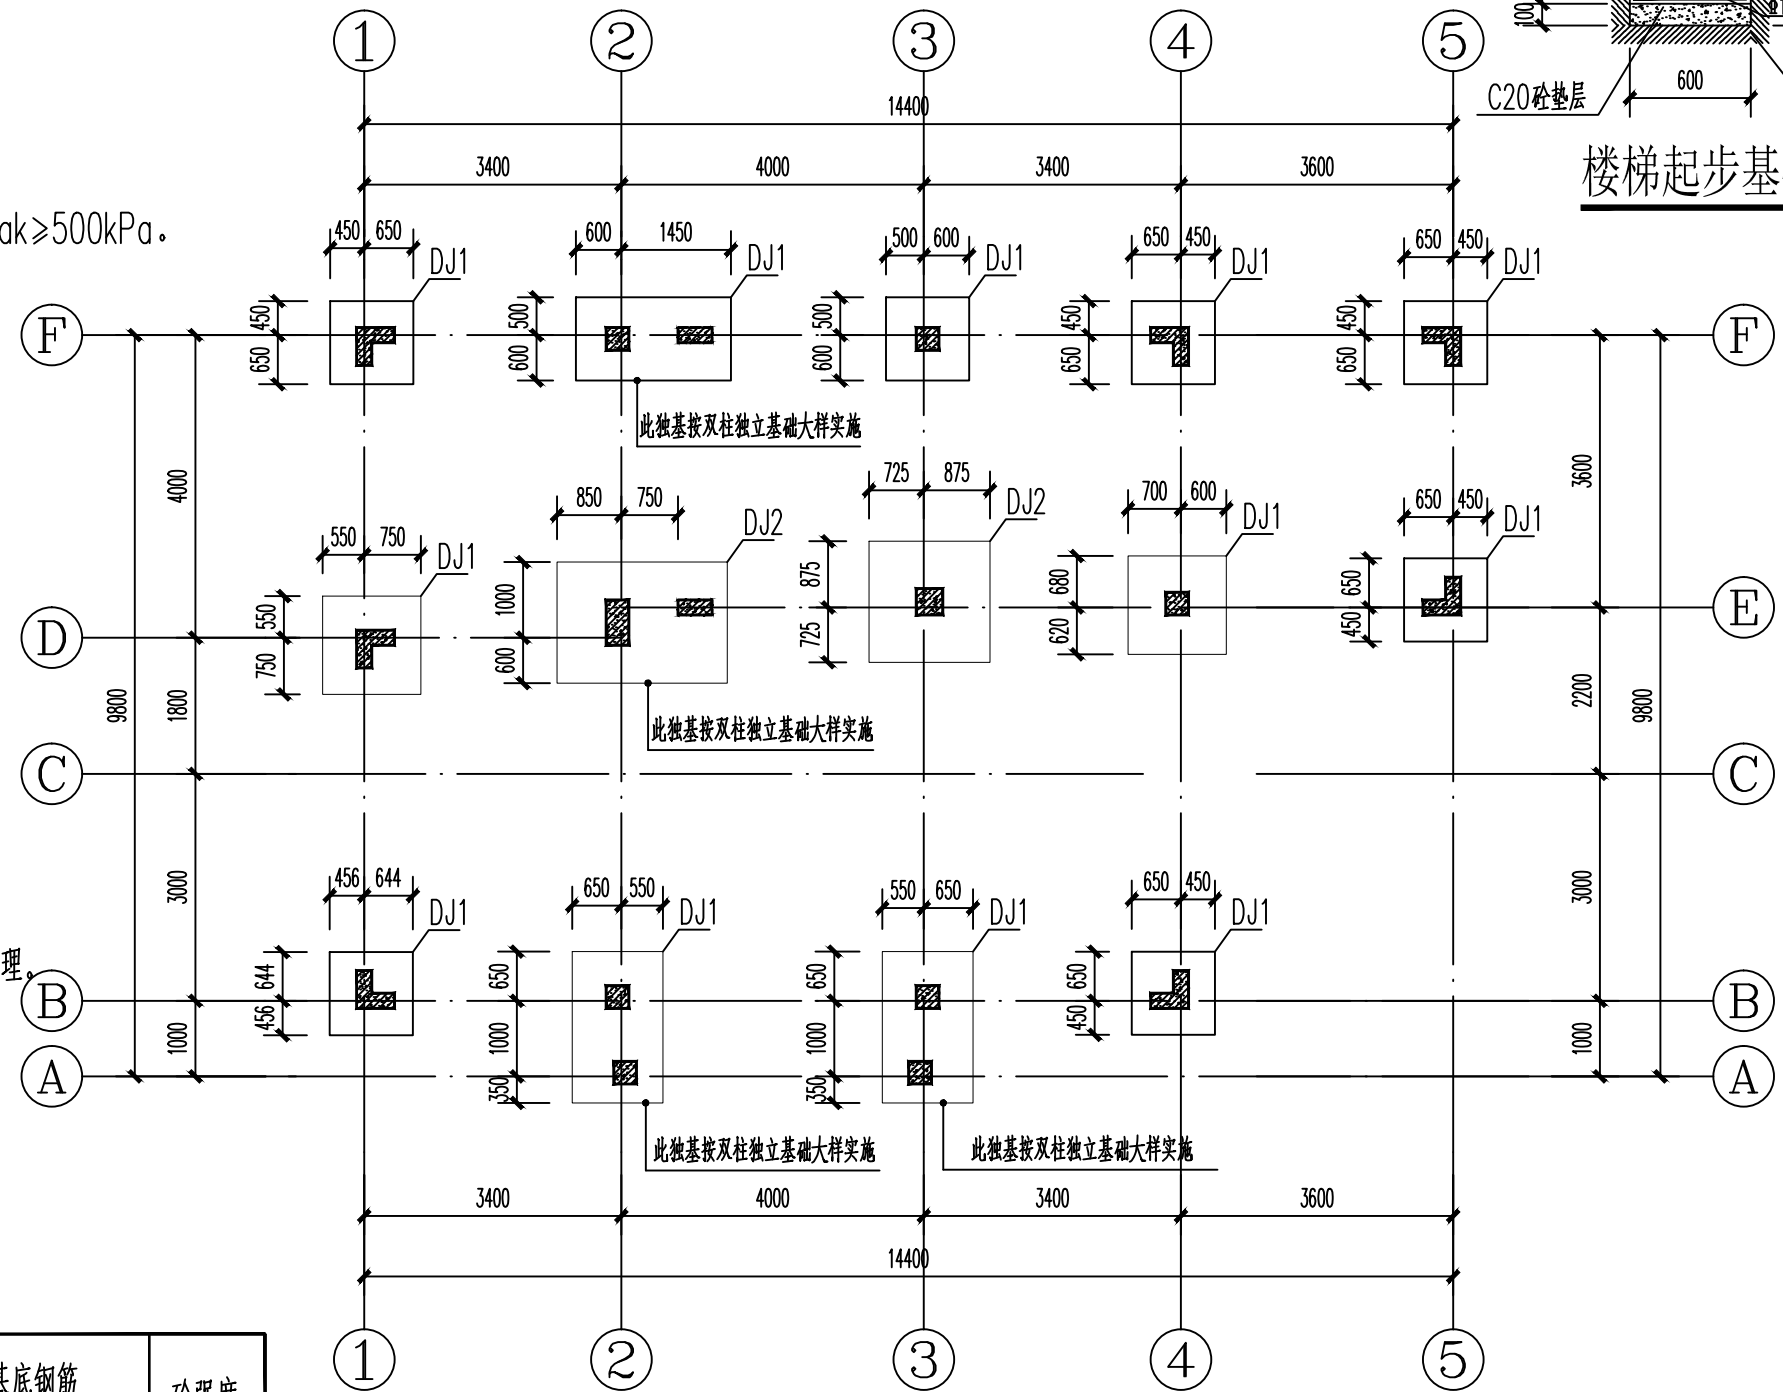 ① ② ③ ④ ⑤
100
600
C20砼垫层
楼梯起步基
14400
3400 4000 3400 3600
ak≥500kPa。
450 650 DJ1
600 1450 DJ1
500 600 DJ1
650 450 DJ1
650 450 DJ1
F 450 650
500 600
500 600
450 650
450 650 F
此独基按双柱独立基础大样实施
4000
3600
550 750 DJ1
850 750 DJ2
725 875 DJ2
700 600 DJ1
650 450 DJ1
D 550 750
1000 600
875 725
680 620
650 450 E
9800 1800
2200 9800
此独基按双柱独立基础大样实施
C C
3000
3000
456 644 DJ1
650 550 DJ1
550 650 DJ1
650 450 DJ1
理。
B 644 456
650 1000 350
650 1000 350
650 450 B
1000
1000
A A
此独基按双柱独立基础大样实施
此独基按双柱独立基础大样实施
3400 4000 3400 3600
14400
① ② ③ ④ ⑤
基底钢筋
砼强度